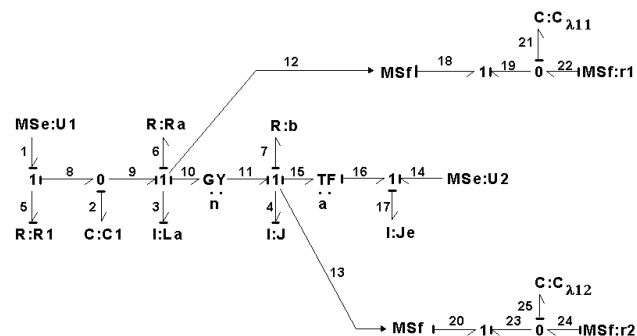 C:Cλ11
12 18 21 19 22
MSf 1 0 MSf:r1
MSe:U1 R:Ra R:b
1 6 7
8 9 10 11 15 16 14
1 0 1 GY 1 TF 1 MSe:U2
n a
5 2 3 4 17
R:R1 C:C1 I:La I:J I:Je
13
C:Cλ12
25
20 23 24
MSf 1 0 MSf:r2